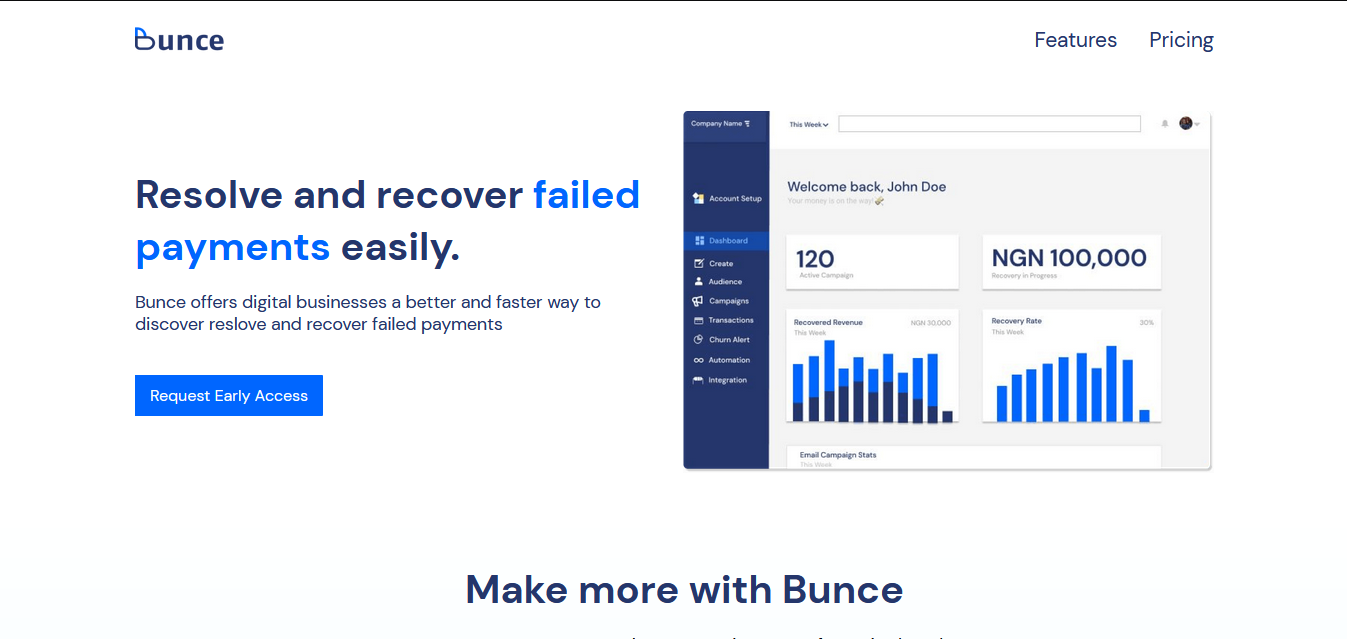 Bunce
Features
Pricing
Resolve and recover failed
payments easily.
Bunce offers digital businesses a better and faster way to
discover reslove and recover failed payments
Request Early Access
Company Name
Account Setup
Dashboard
Create
Audience
Campaigns
Transactions
Churn Alert
Automation
Integration
This Week
Welcome back, John Doe
Your money is on the way!
120
Active Campaign
NGN 100,000
Recovery in Progress
Recovered Revenue
NGN 30,000
This Week
Recovery Rate
30%
This Week
Email Campaign Stats
This Week
Make more with Bunce